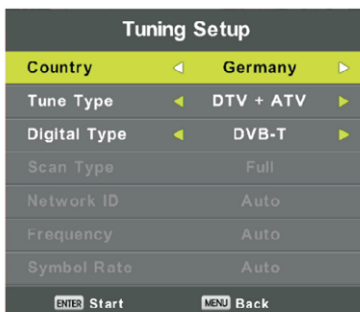 Tuning Setup
Country Germany
Tune Type DTV + ATV
Digital Type DVB-T
Scan Type Full
Network ID Auto
Frequency Auto
Symbol Rate Auto
ENTER Start MENU Back